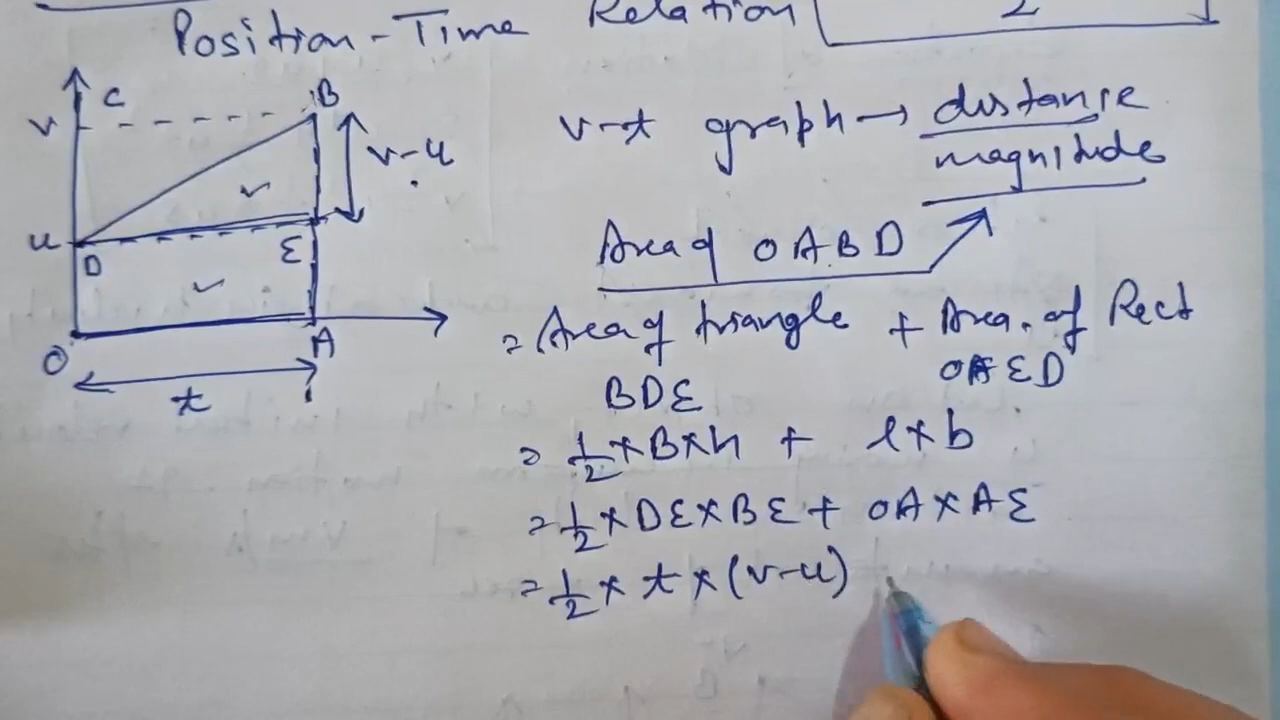 Position - Time Relation
2
C
B
v
v-u
u
D
E
O
A
t
v-t graph → distance
magnitude
Area of OABD
= Area of triangle + Area of Rect
BDE OAED
= 1/2 × B × h + l × b
= 1/2 × DE × BE + OA × AE
= 1/2 × t × (v-u)